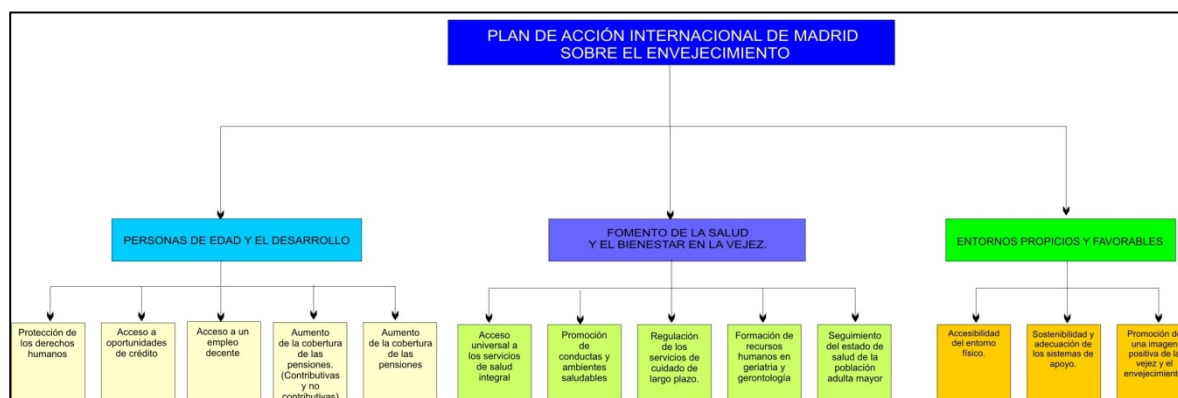 PLAN DE ACCIÓN INTERNACIONAL DE MADRID
SOBRE EL ENVEJECIMIENTO
PERSONAS DE EDAD Y EL DESARROLLO
FOMENTO DE LA SALUD
Y EL BIENESTAR EN LA VEJEZ.
ENTORNOS PROPICIOS Y FAVORABLES
Protección de
los derechos
humanos
Acceso a
oportunidades
de crédito
Acceso a un
empleo
decente
Aumento
de la cobertura
de las
pensiones.
(Contributivas
y no
contributivas)
Aumento
de la cobertura
de las
pensiones
Acceso
universal a
los servicios
de salud
integral
Promoción
de
conductas y
ambientes
saludables
Regulación
de los
servicios de
cuidado de
largo plazo.
Formación de
recursos
humanos en
geriatria y
gerontología
Seguimiento
del estado de
salud de la
población
adulta mayor
Accesibilidad
del entorno
físico.
Sostenibilidad y
adecuación de
los sistemas de
apoyo.
Promoción de
una imagen
positiva de la
vejez y el
envejecimiento